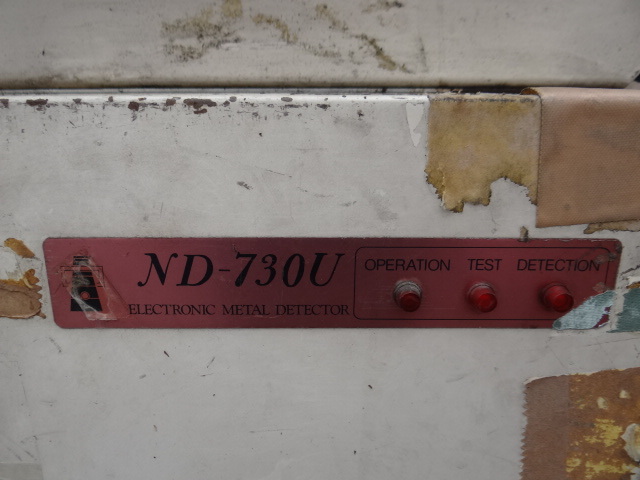 ND-730U
ELECTRONIC METAL DETECTOR
OPERATION TEST DETECTION